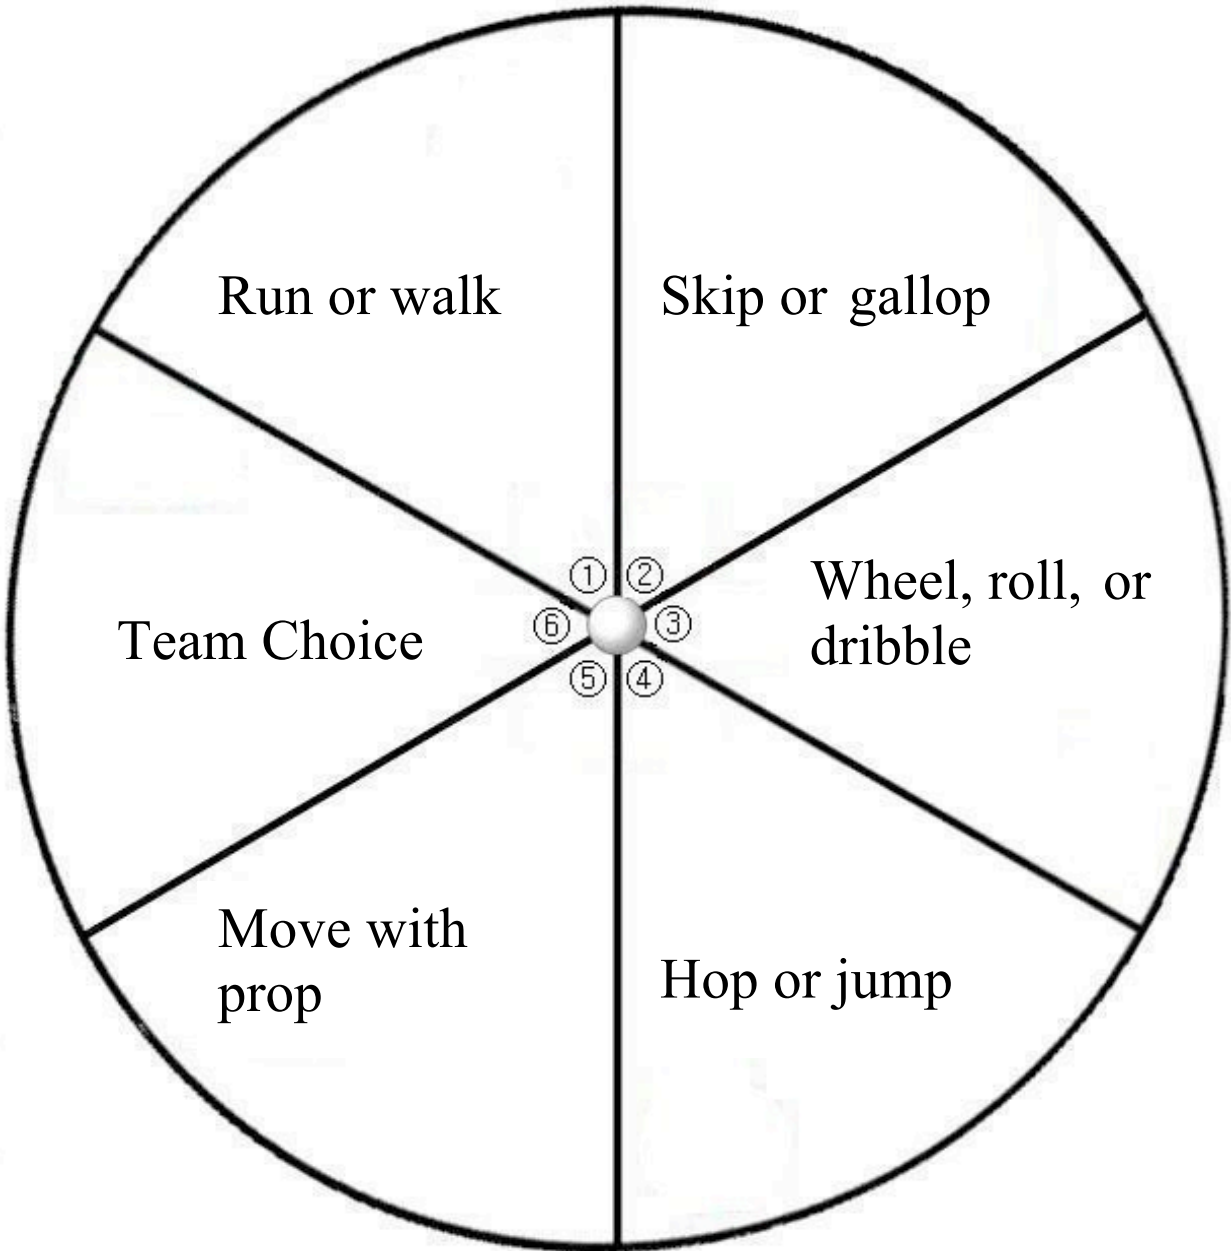 Run or walk
Skip or gallop
① ②
Wheel, roll, or
dribble
⑥ ③
Team Choice
⑤ ④
Move with
prop
Hop or jump